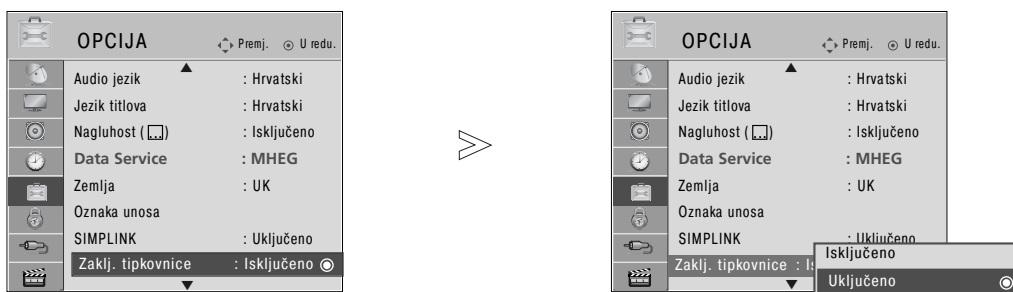 OPCIJA Premj. U redu.
Audio jezik : Hrvatski
Jezik titlova : Hrvatski
Nagluhost ( ) : Isključeno
Data Service : MHEG
Zemlja : UK
Oznaka unosa
SIMPLINK : Uključeno
Zaklj. tipkovnice : Isključeno
OPCIJA Premj. U redu.
Audio jezik : Hrvatski
Jezik titlova : Hrvatski
Nagluhost ( ) : Isključeno
Data Service : MHEG
Zemlja : UK
Oznaka unosa
SIMPLINK : Uključeno
Zaklj. tipkovnice :
Isključeno
Uključeno